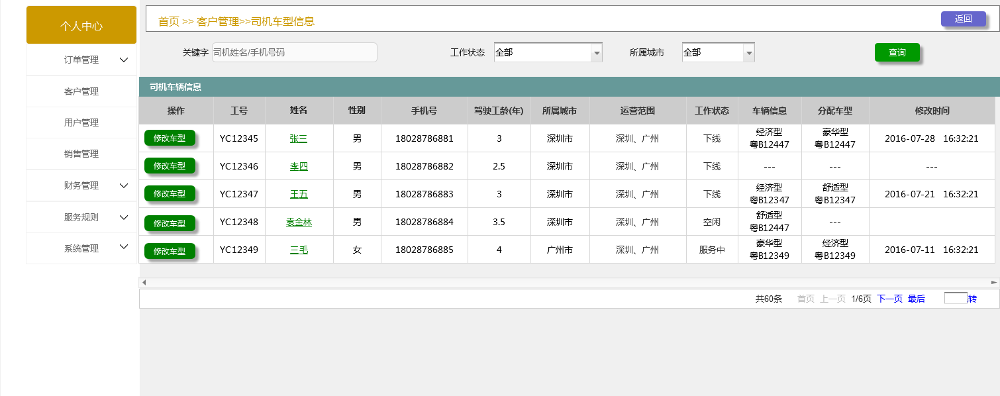 个人中心
订单管理
客户管理
用户管理
销售管理
财务管理
服务规则
系统管理
首页 >> 客户管理>>司机车型信息 返回
关键字 司机姓名/手机号码 工作状态 全部 所属城市 全部 查询
司机车辆信息
操作 工号 姓名 性别 手机号 驾驶工龄(年) 所属城市 运营范围 工作状态 车辆信息 分配车型 修改时间
修改车型 YC12345 张三 男 18028786881 3 深圳市 深圳、广州 下线 经济型 粤B12447 豪华型 粤B12447 2016-07-28 16:32:21
修改车型 YC12346 李四 男 18028786882 2.5 深圳市 深圳、广州 下线 --- --- ---
修改车型 YC12347 王五 男 18028786883 3 深圳市 深圳、广州 下线 经济型 粤B12347 舒适型 粤B12347 2016-07-21 16:32:21
修改车型 YC12348 袁金林 男 18028786884 3.5 深圳市 深圳、广州 空闲 舒适型 粤B12447 ---
修改车型 YC12349 三毛 女 18028786885 4 广州市 深圳、广州 服务中 豪华型 粤B12349 经济型 粤B12349 2016-07-11 16:32:21
共60条 首页 上一页 1/6页 下一页 最后 转